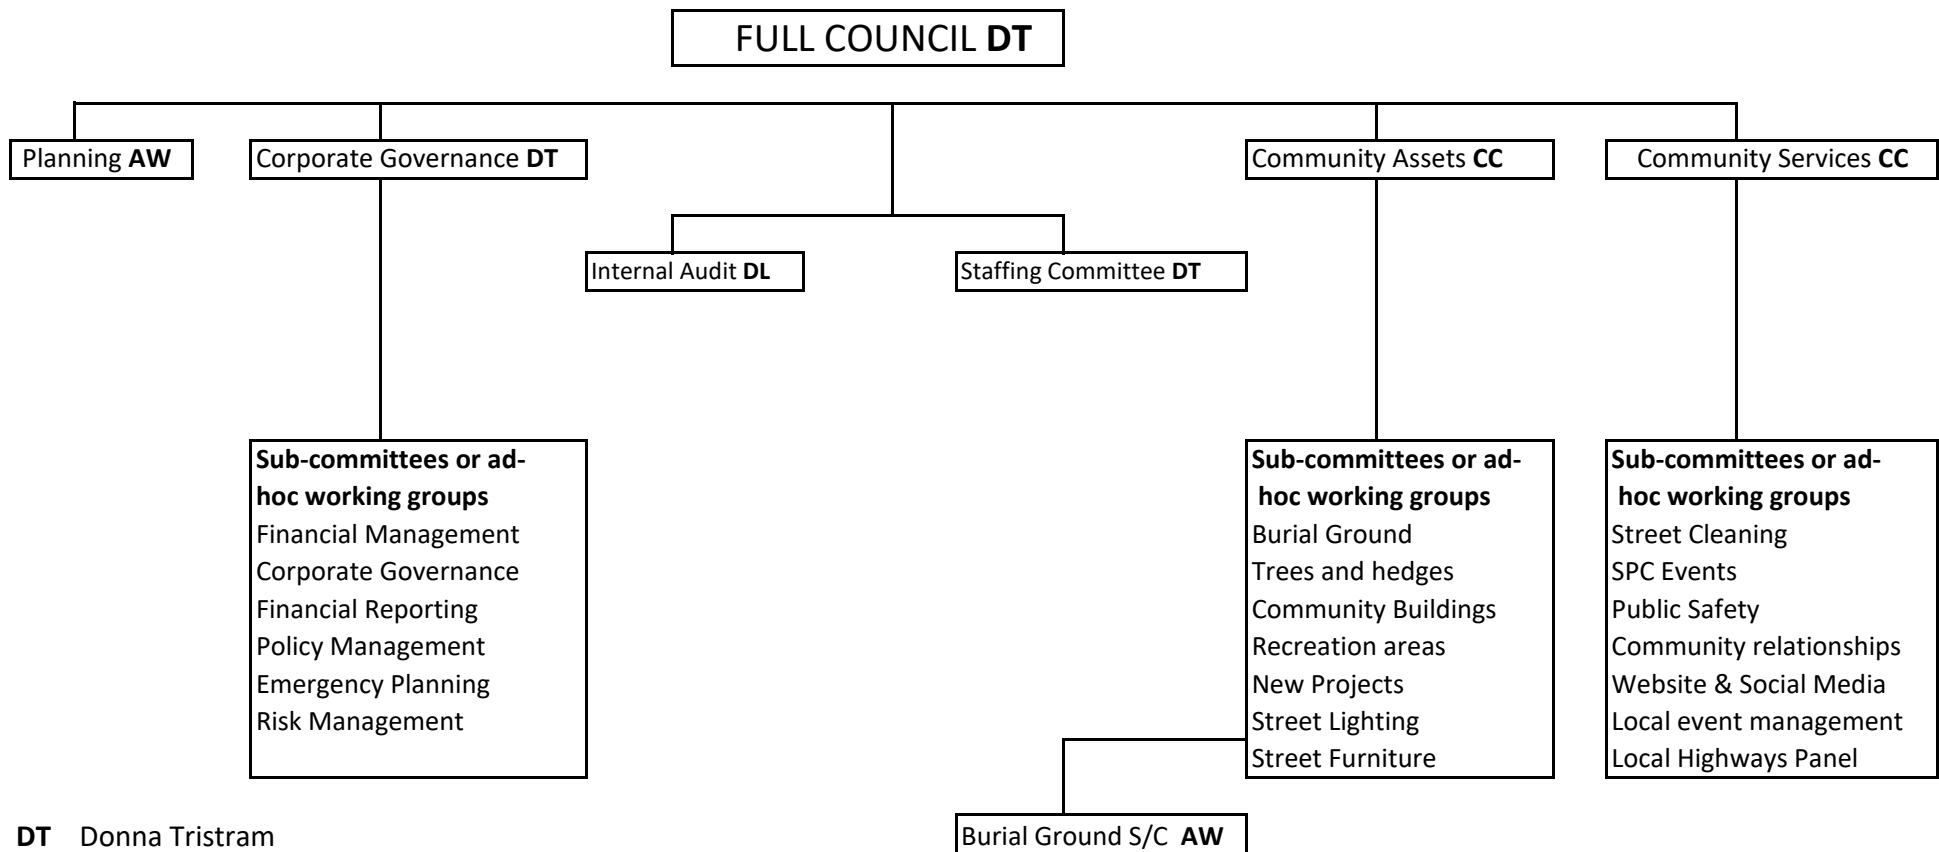 FULL COUNCIL DT
Planning AW
Corporate Governance DT
Community Assets CC
Community Services CC
Internal Audit DL
Staffing Committee DT
Sub-committees or ad-
hoc working groups
Financial Management
Corporate Governance
Financial Reporting
Policy Management
Emergency Planning
Risk Management
Sub-committees or ad-
hoc working groups
Burial Ground
Trees and hedges
Community Buildings
Recreation areas
New Projects
Street Lighting
Street Furniture
Sub-committees or ad-
hoc working groups
Street Cleaning
SPC Events
Public Safety
Community relationships
Website & Social Media
Local event management
Local Highways Panel
DT Donna Tristram
Burial Ground S/C AW